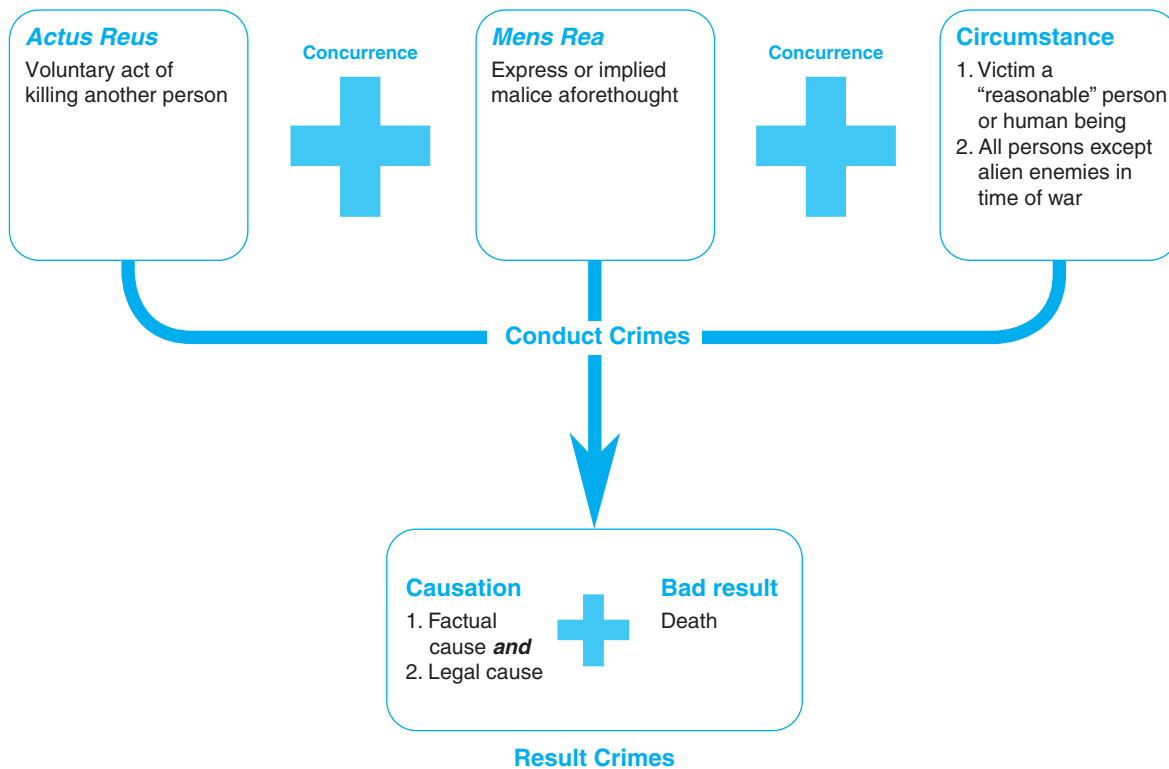 Actus Reus
Voluntary act of
killing another person
Concurrence
Mens Rea
Express or implied
malice aforethought
Concurrence
Circumstance
1. Victim a
“reasonable” person
or human being
2. All persons except
alien enemies in
time of war
Conduct Crimes
Causation
1. Factual
cause and
2. Legal cause
Bad result
Death
Result Crimes